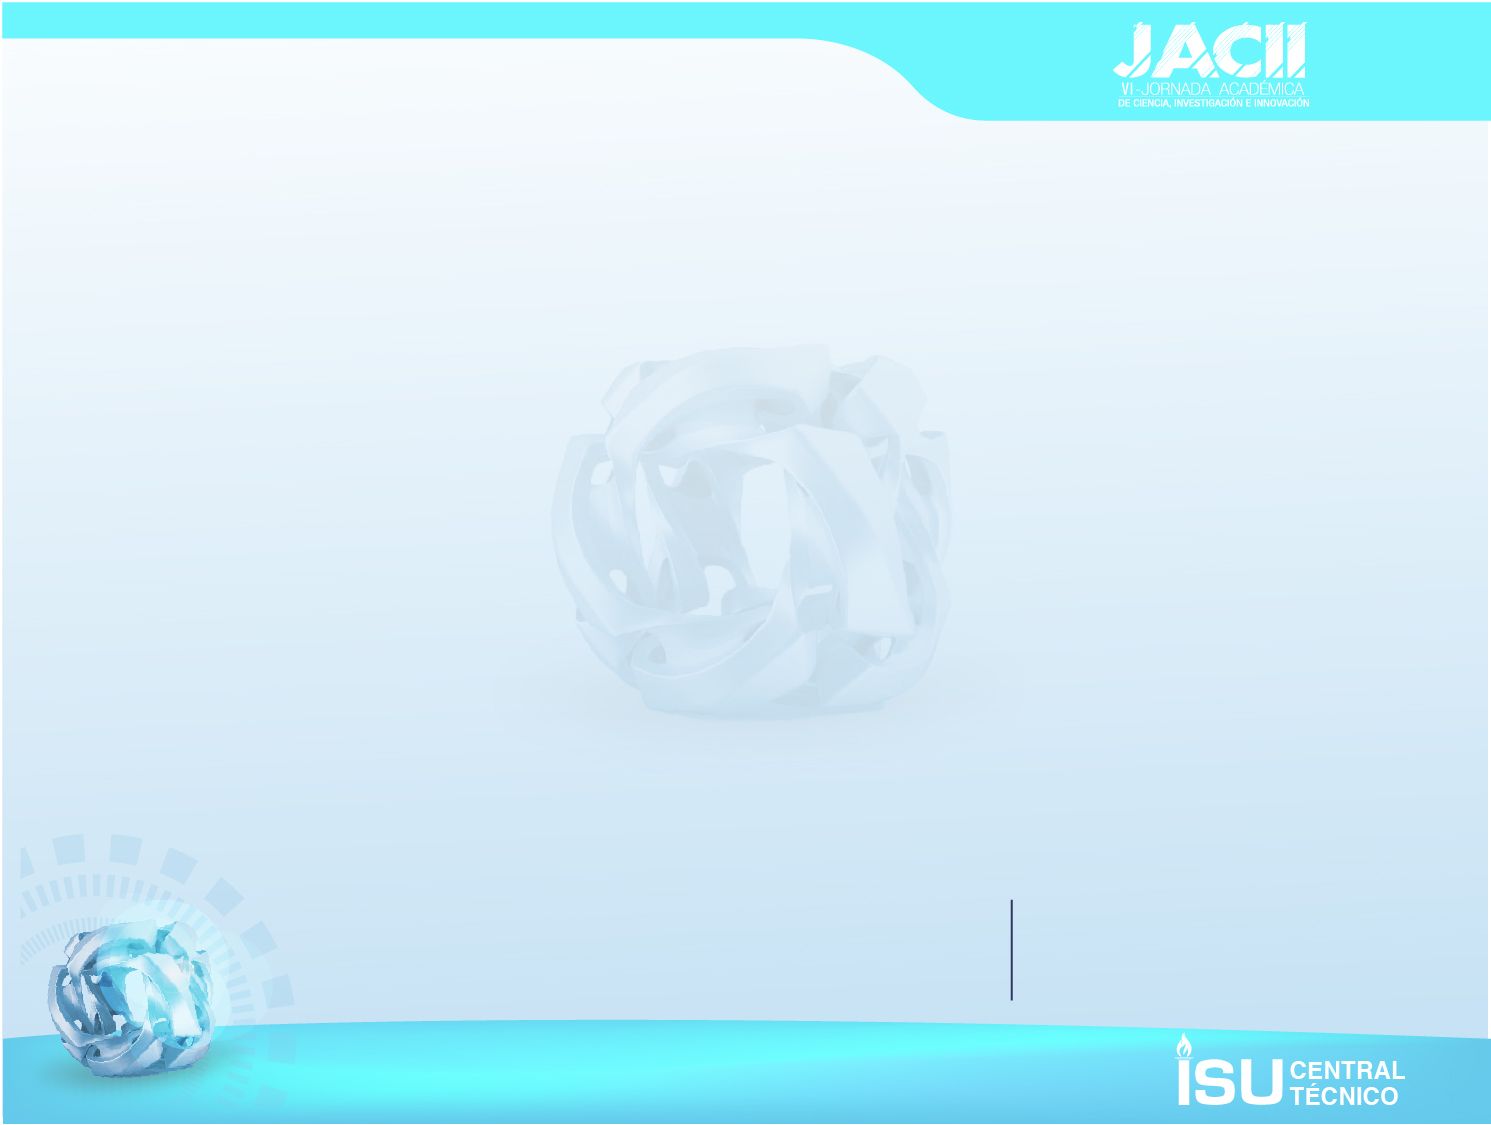 JACII
VI - JORNADA ACADÉMICA
DE CIENCIA, INVESTIGACIÓN E INNOVACIÓN
ISU CENTRAL
TÉCNICO